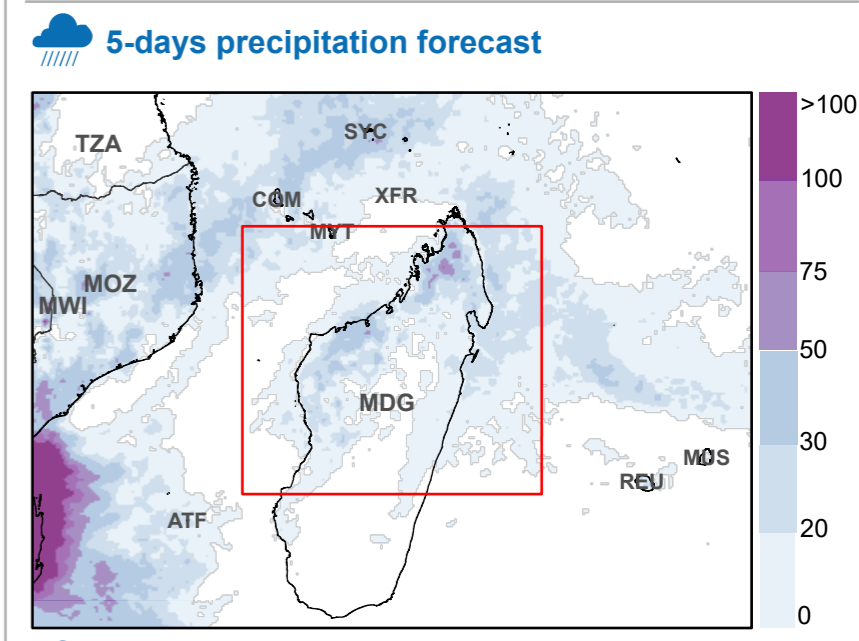 5-days precipitation forecast
>100
SYC
TZA
100
COM
XFR
MYT
75
MOZ
MWI
50
MDG
30
MUS
REU
20
ATF
0